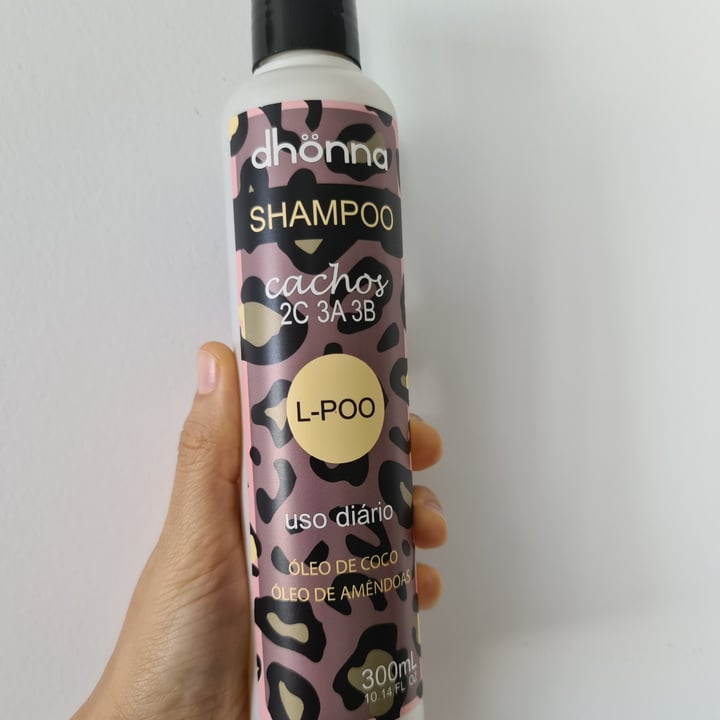 dhönna
SHAMPOO
cachos
2C 3A 3B
L-POO
uso diário
ÓLEO DE COCO
ÓLEO DE AMÊNDOAS
300mL
10.14 FL OZ